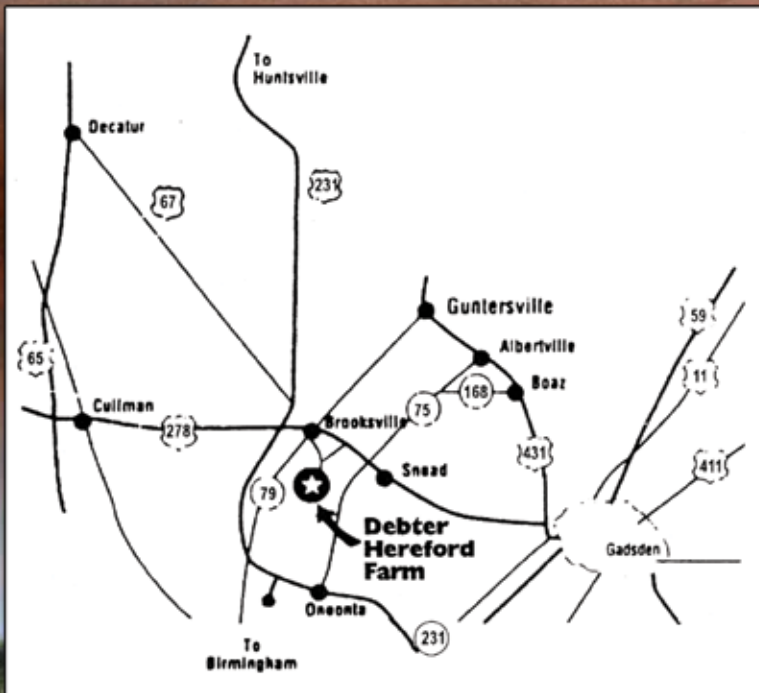 To
Huntsville
Decatur
67
231
Guntersville
59
Albertville
65
11
Boaz
168
75
Cullman
278
Brooksville
431
411
Snead
79
Debter
Hereford
Farm
Gadsden
Oneonta
231
To
Birmingham